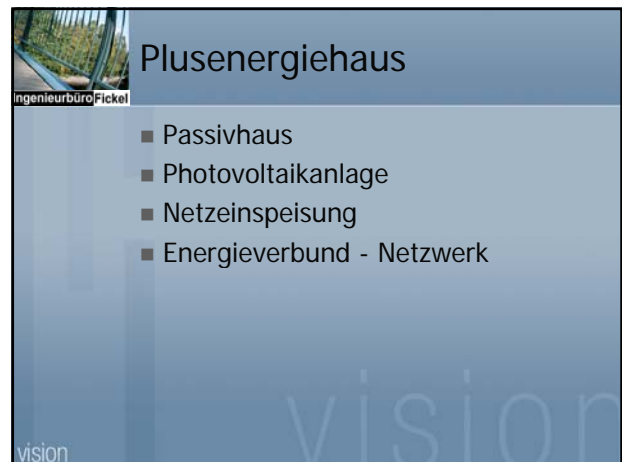 Plusenergiehaus
Ingenieurbüro Fickel
Passivhaus
Photovoltaikanlage
Netzeinspeisung
Energieverbund - Netzwerk
vision
vision